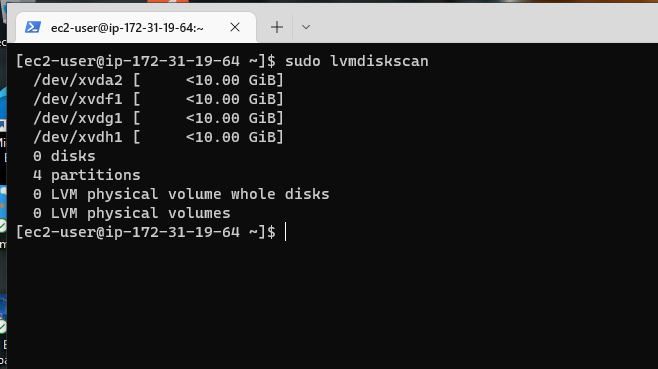 ec2-user@ip-172-31-19-64:~
[ec2-user@ip-172-31-19-64 ~]$ sudo lvmdiskscan
  /dev/xvda2 [     <10.00 GiB]
  /dev/xvdf1 [     <10.00 GiB]
  /dev/xvdg1 [     <10.00 GiB]
  /dev/xvdh1 [     <10.00 GiB]
  0 disks
  4 partitions
  0 LVM physical volume whole disks
  0 LVM physical volumes
[ec2-user@ip-172-31-19-64 ~]$